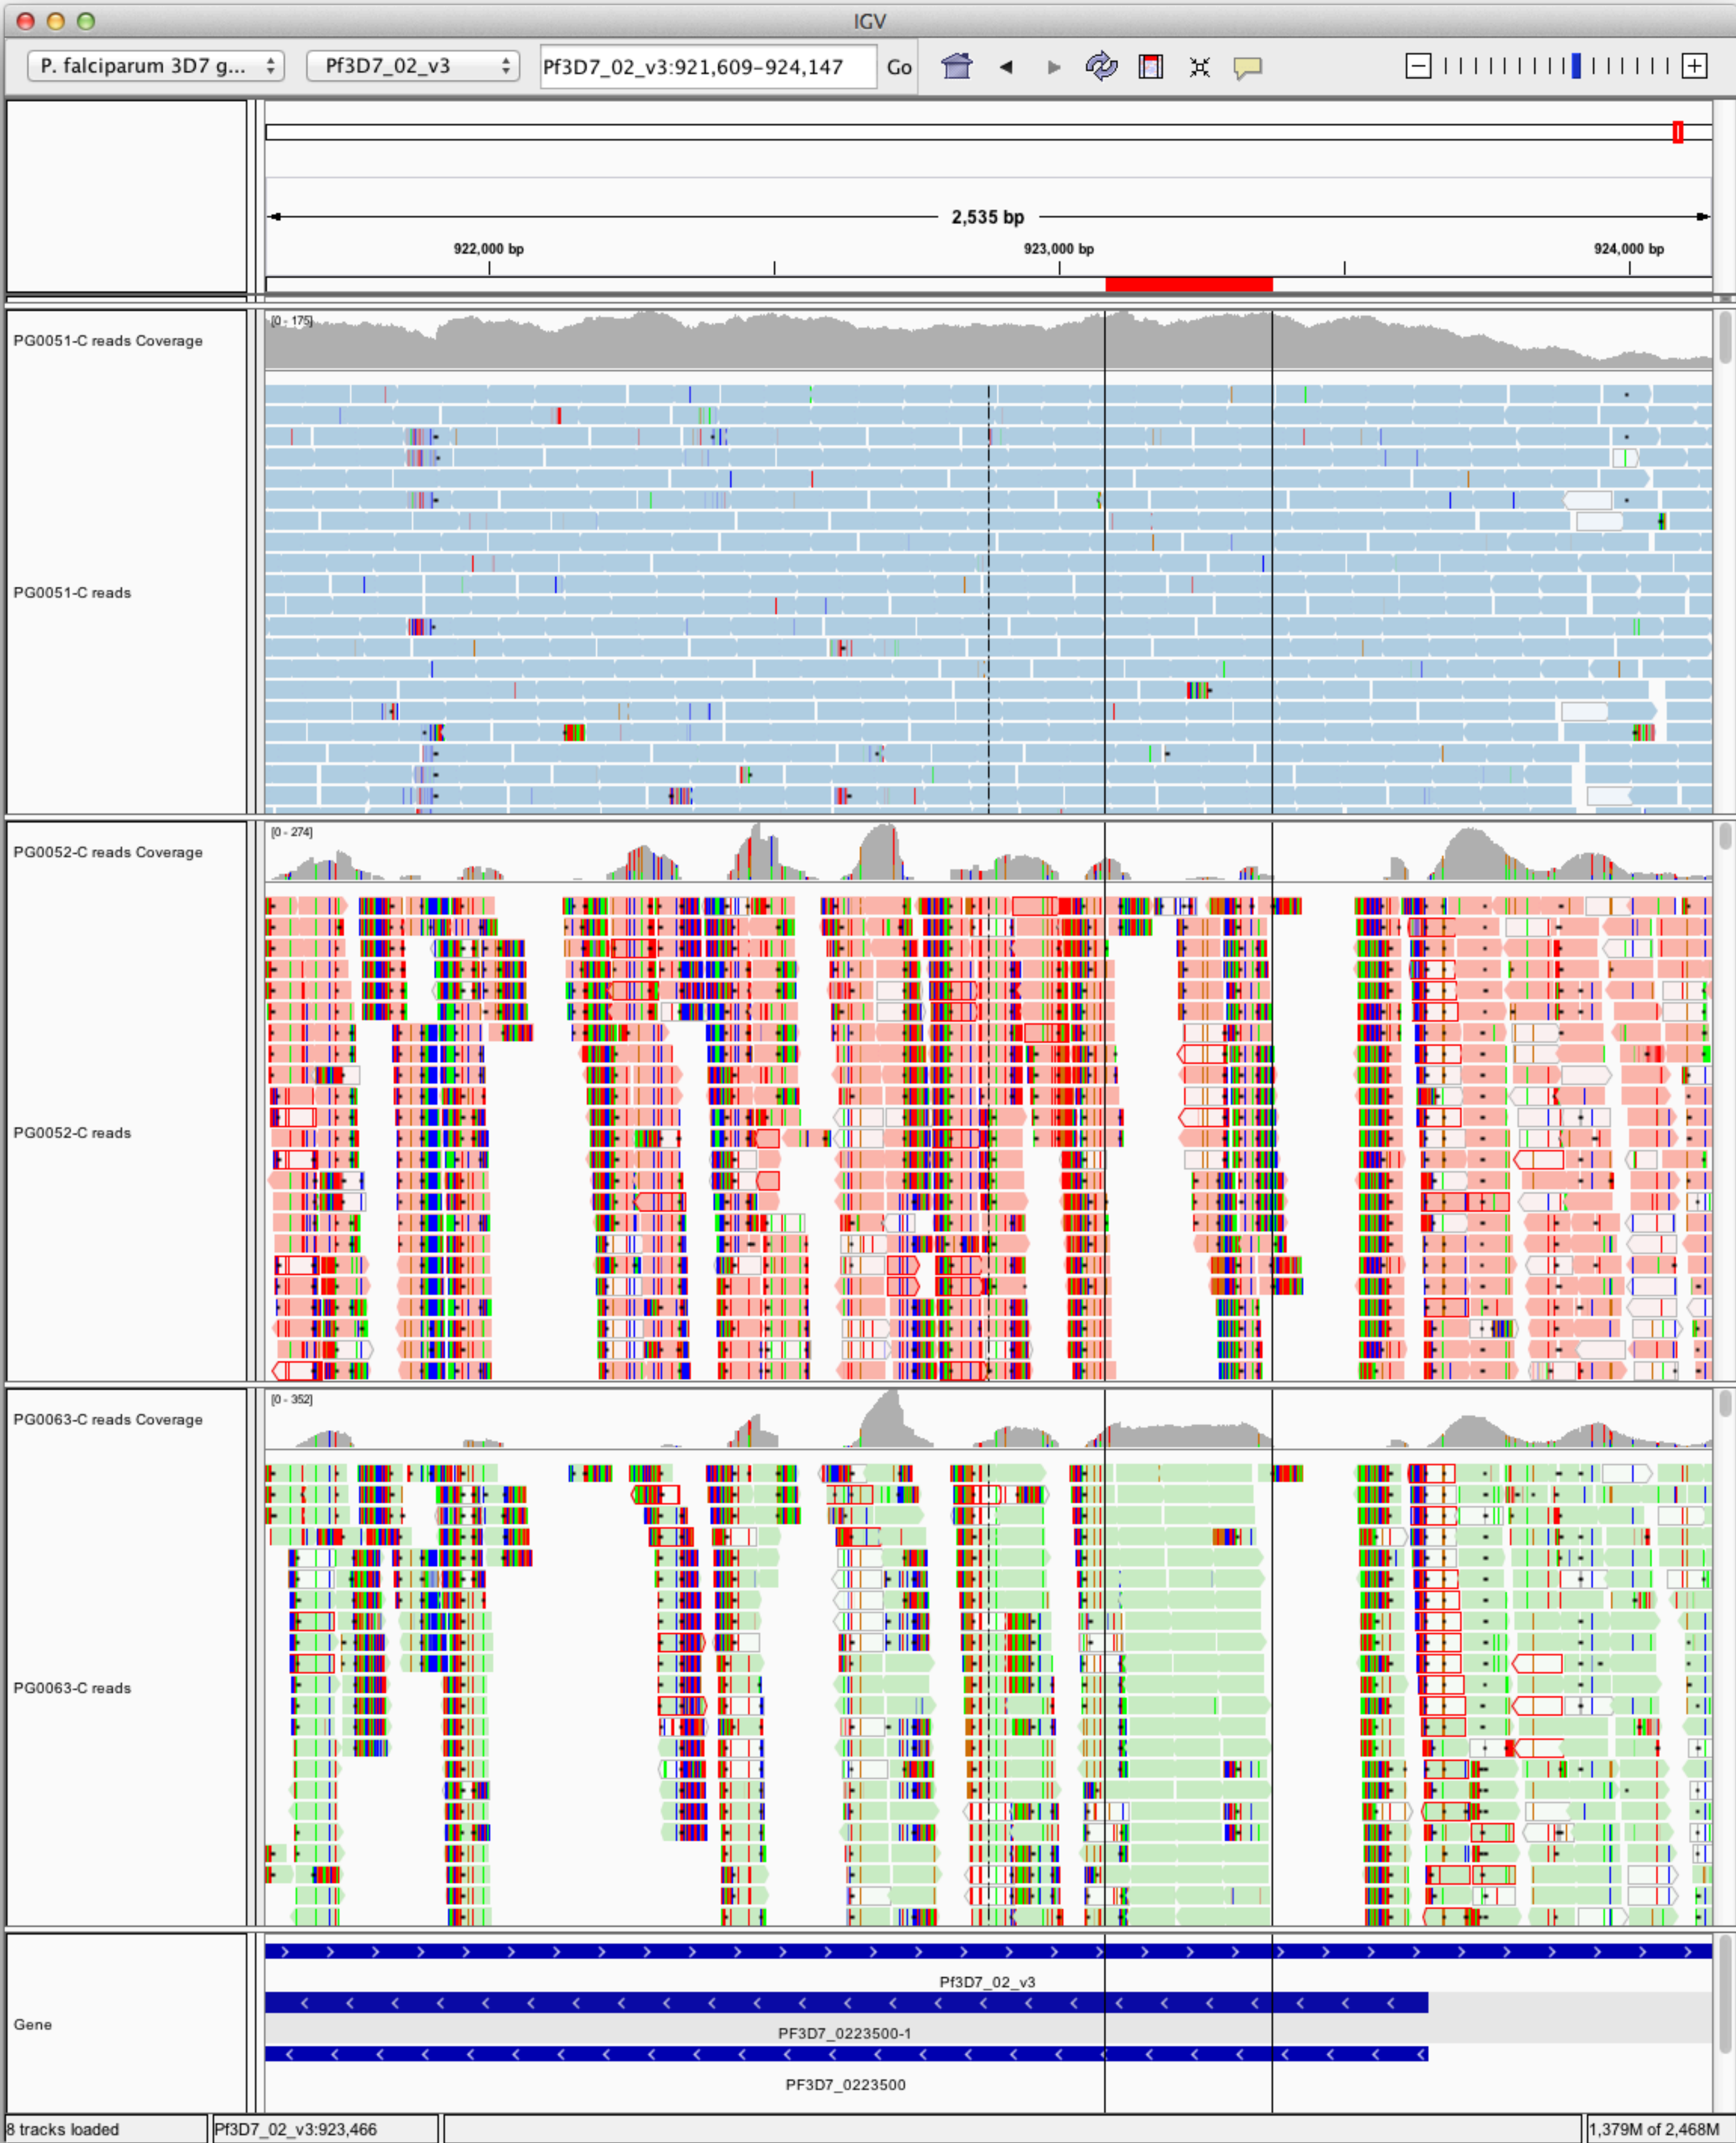 IGV
P. falciparum 3D7 g... Pf3D7_02_v3 Pf3D7_02_v3:921,609-924,147 Go
2,535 bp
922,000 bp 923,000 bp 924,000 bp
[0 - 175]
PG0051-C reads Coverage
PG0051-C reads
[0 - 274]
PG0052-C reads Coverage
PG0052-C reads
[0 - 352]
PG0063-C reads Coverage
PG0063-C reads
Pf3D7_02_v3
Gene
PF3D7_0223500-1
PF3D7_0223500
8 tracks loaded Pf3D7_02_v3:923,466 1,379M of 2,468M